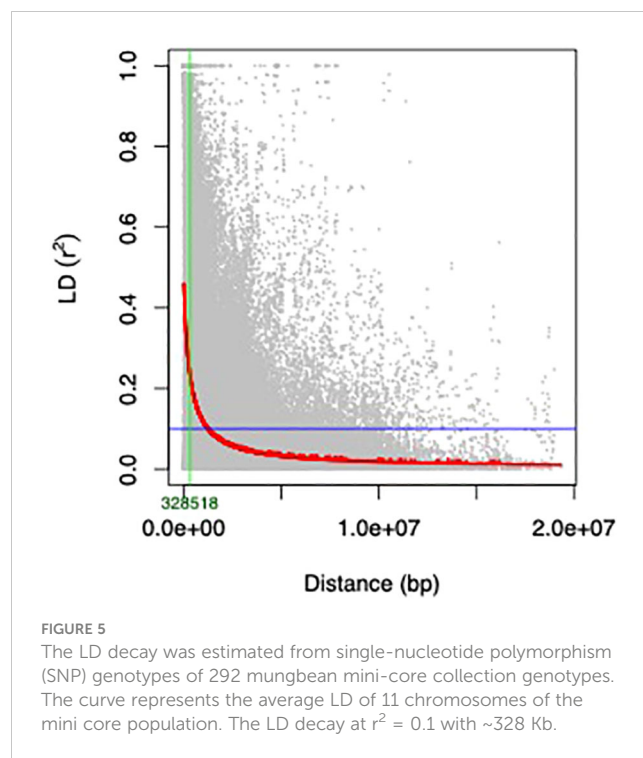 1.0
0.8
0.6
0.4
0.2
0.0
LD (r²)
328518
0.0e+00 1.0e+07 2.0e+07
Distance (bp)
FIGURE 5
The LD decay was estimated from single-nucleotide polymorphism
(SNP) genotypes of 292 mungbean mini-core collection genotypes.
The curve represents the average LD of 11 chromosomes of the
mini core population. The LD decay at r² = 0.1 with ~328 Kb.